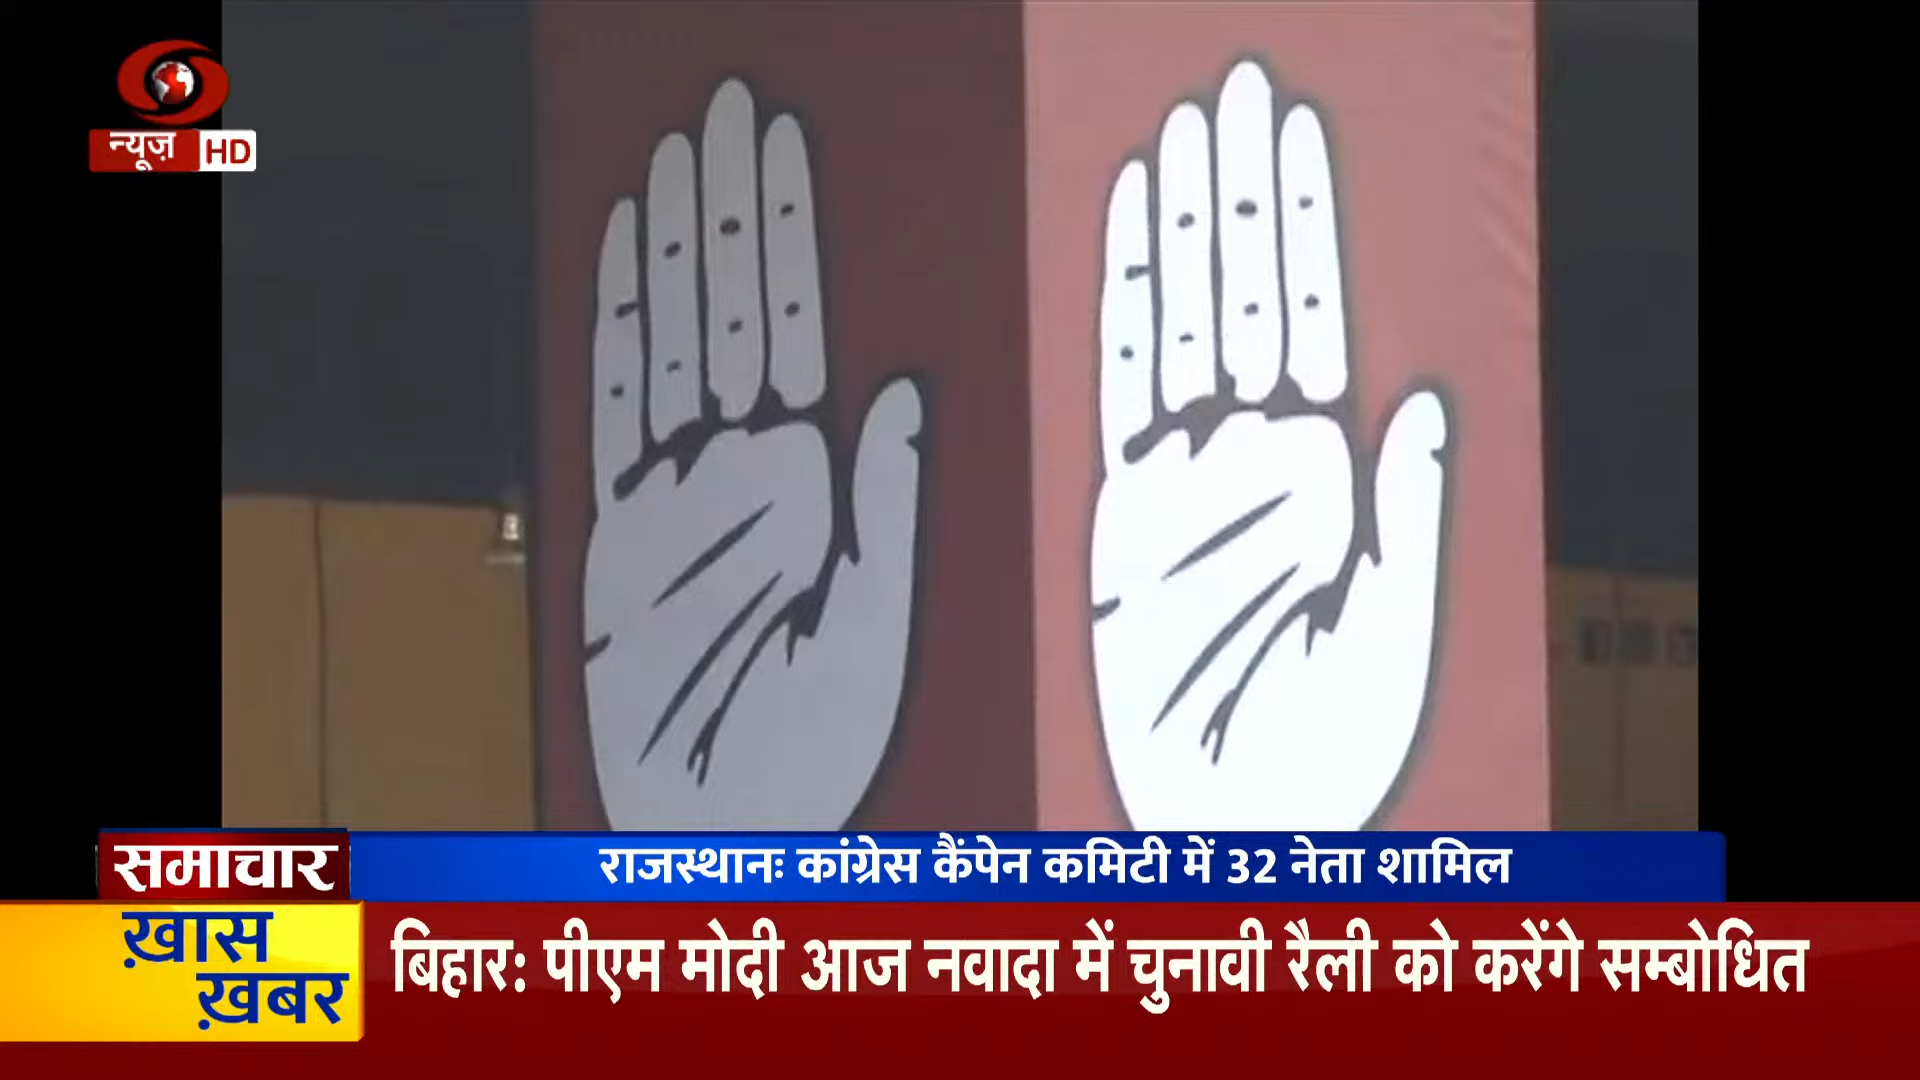 न्यूज़ HD
समाचार
राजस्थानः कांग्रेस कैंपेन कमिटी में 32 नेता शामिल
ख़ास
ख़बर
बिहार: पीएम मोदी आज नवादा में चुनावी रैली को करेंगे सम्बोधित